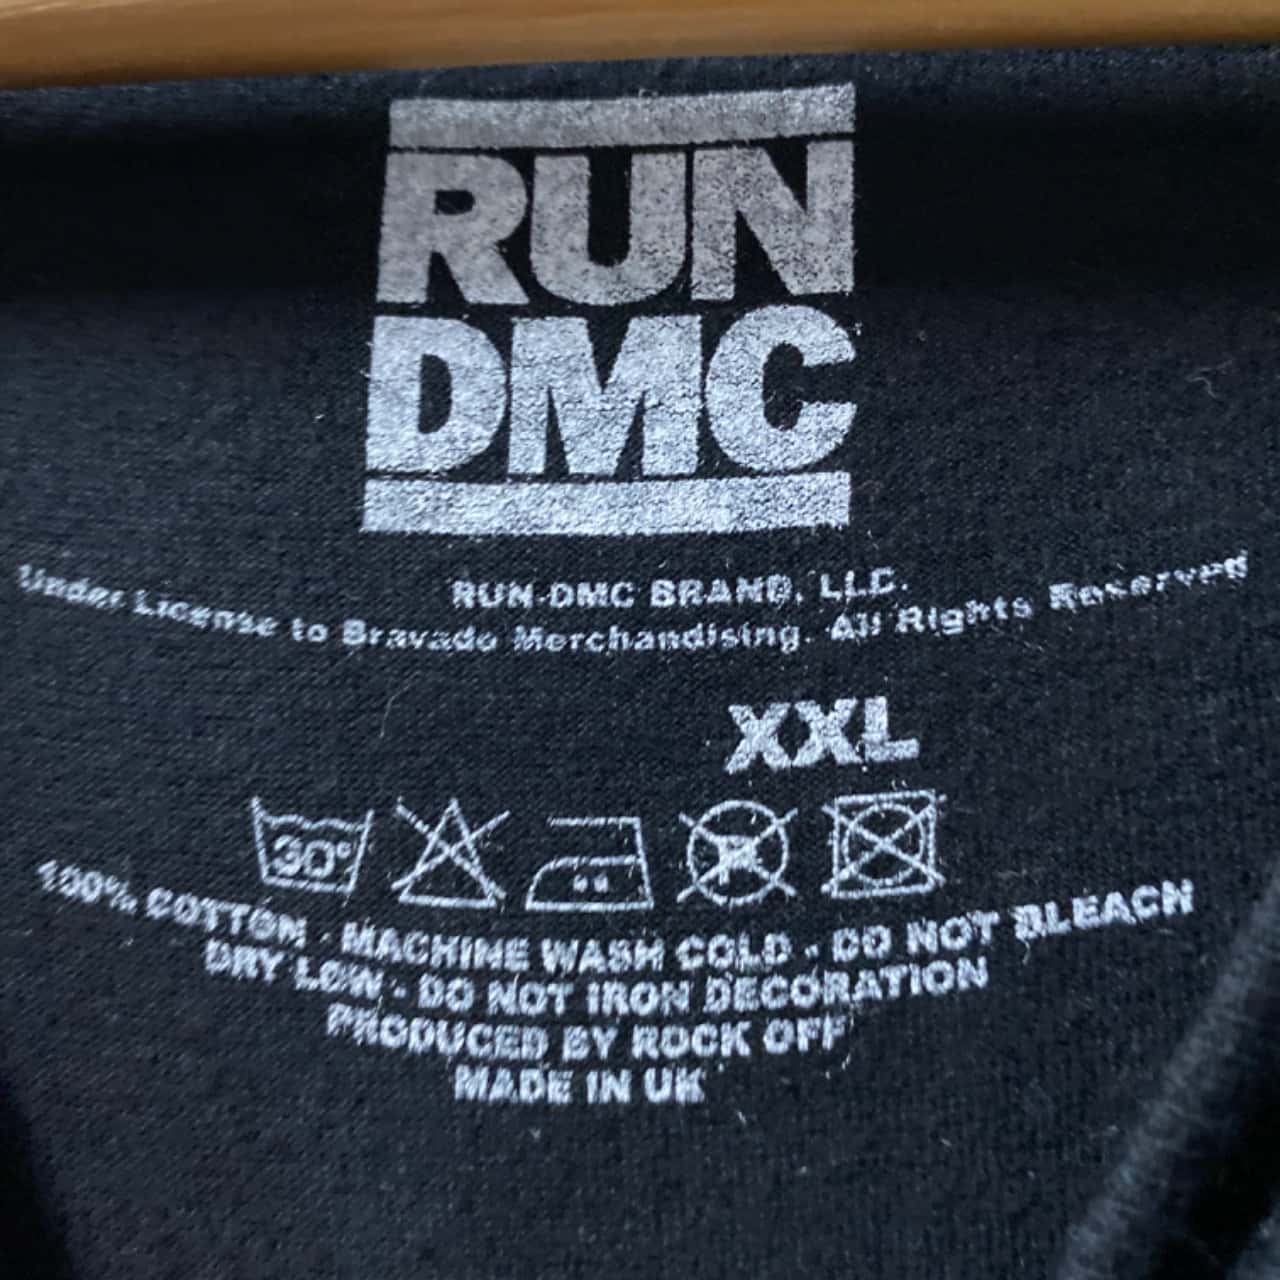 RUN
DMC
RUN-DMC BRAND, LLC.
Under License to Bravado Merchandising. All Rights Reserved
XXL
30°
100% COTTON - MACHINE WASH COLD - DO NOT BLEACH
DRY LOW - DO NOT IRON DECORATION
PRODUCED BY ROCK OFF
MADE IN UK